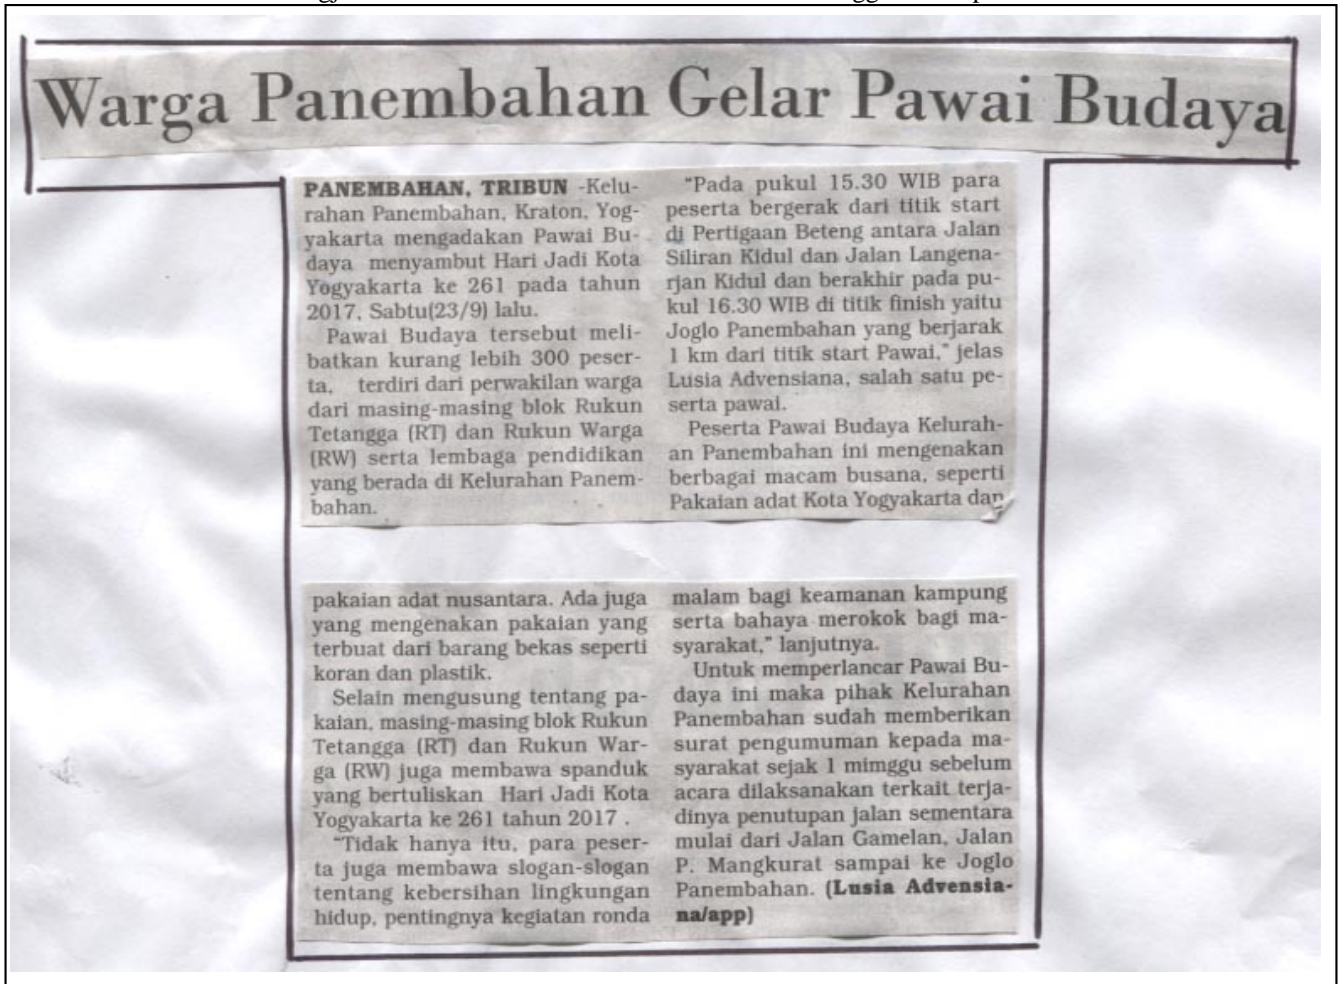 Warga Panembahan Gelar Pawai Budaya
PANEMBAHAN, TRIBUN -Kelu-
rahan Panembahan, Kraton, Yog-
yakarta mengadakan Pawai Bu-
daya menyambut Hari Jadi Kota
Yogyakarta ke 261 pada tahun
2017, Sabtu(23/9) lalu.
Pawai Budaya tersebut meli-
batkan kurang lebih 300 peser-
ta, terdiri dari perwakilan warga
dari masing-masing blok Rukun
Tetangga (RT) dan Rukun Warga
(RW) serta lembaga pendidikan
yang berada di Kelurahan Panem-
bahan.
"Pada pukul 15.30 WIB para
peserta bergerak dari titik start
di Pertigaan Beteng antara Jalan
Siliran Kidul dan Jalan Langena-
rjan Kidul dan berakhir pada pu-
kul 16.30 WIB di titik finish yaitu
Joglo Panembahan yang berjarak
1 km dari titik start Pawai," jelas
Lusia Advensiana, salah satu pe-
serta pawai.
Peserta Pawai Budaya Kelurah-
an Panembahan ini mengenakan
berbagai macam busana, seperti
Pakaian adat Kota Yogyakarta dan
pakaian adat nusantara. Ada juga
yang mengenakan pakaian yang
terbuat dari barang bekas seperti
koran dan plastik.
Selain mengusung tentang pa-
kaian, masing-masing blok Rukun
Tetangga (RT) dan Rukun War-
ga (RW) juga membawa spanduk
yang bertuliskan Hari Jadi Kota
Yogyakarta ke 261 tahun 2017 .
"Tidak hanya itu, para peser-
ta juga membawa slogan-slogan
tentang kebersihan lingkungan
hidup, pentingnya kegiatan ronda
malam bagi keamanan kampung
serta bahaya merokok bagi ma-
syarakat," lanjutnya.
Untuk memperlancar Pawai Bu-
daya ini maka pihak Kelurahan
Panembahan sudah memberikan
surat pengumuman kepada ma-
syarakat sejak 1 mimggu sebelum
acara dilaksanakan terkait terja-
dinya penutupan jalan sementara
mulai dari Jalan Gamelan, Jalan
P. Mangkurat sampai ke Joglo
Panembahan. (Lusia Advensia-
na/app)